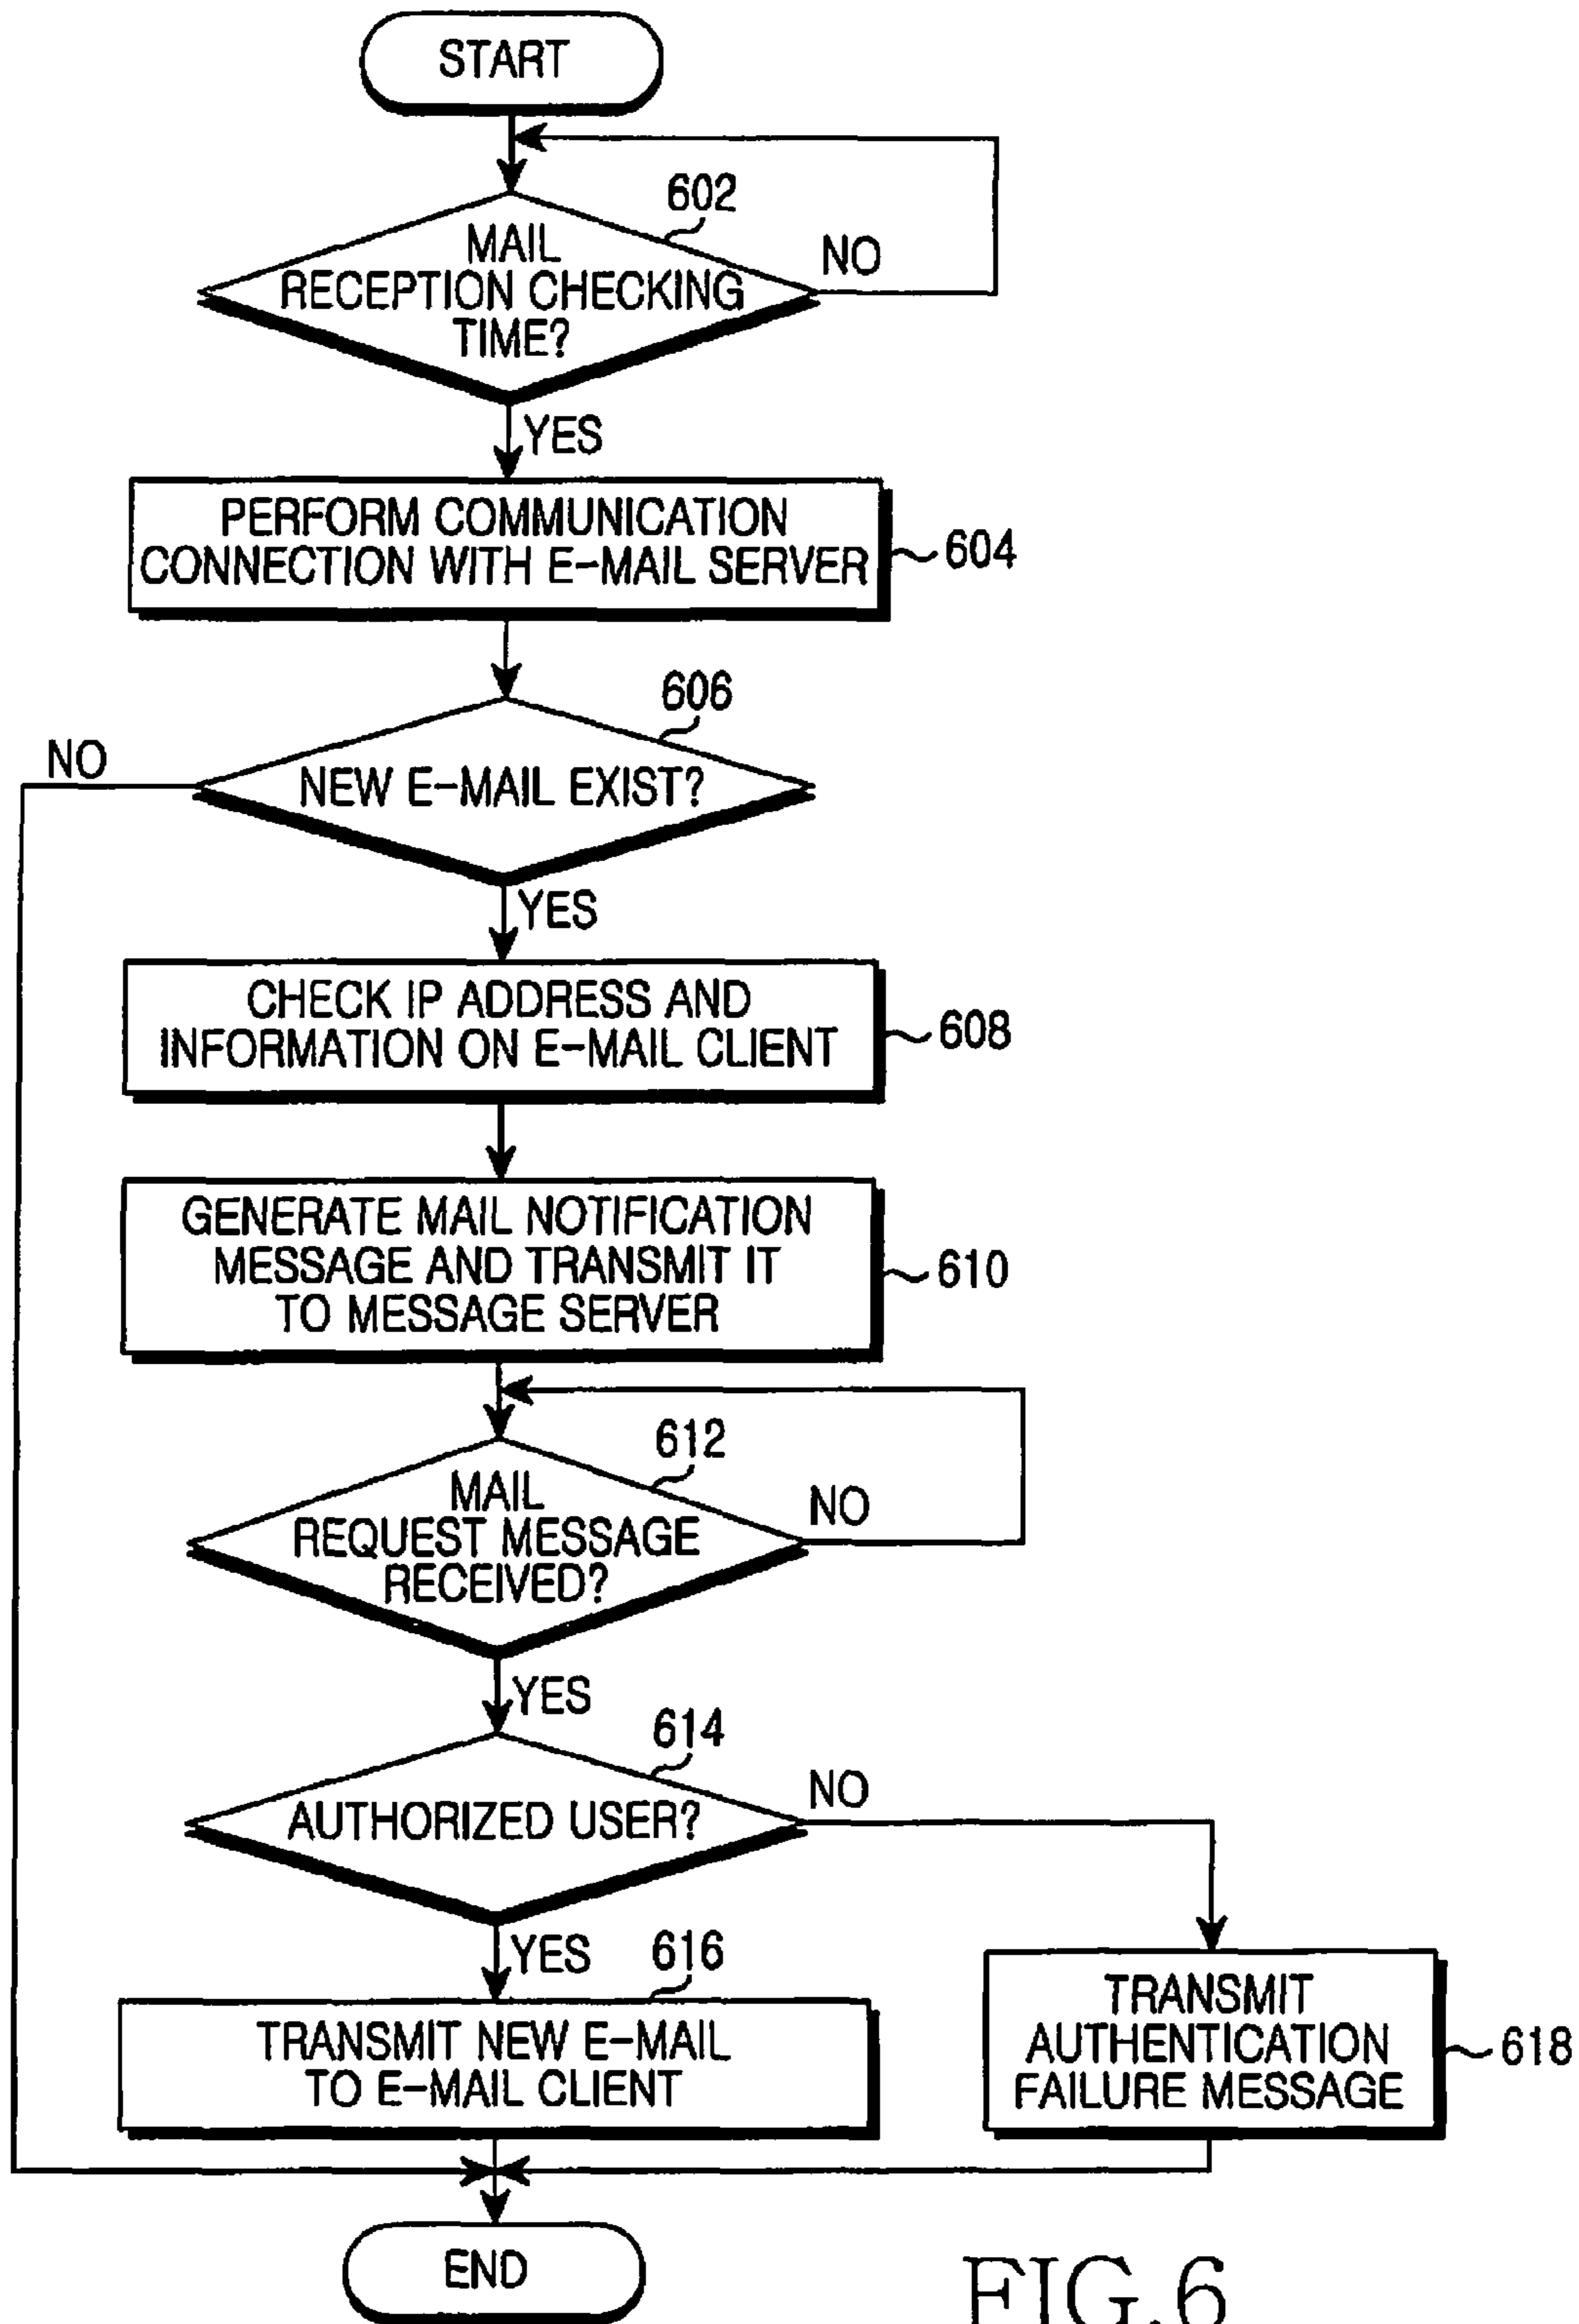 START
602
MAIL
RECEPTION CHECKING
TIME?
NO
YES
PERFORM COMMUNICATION
CONNECTION WITH E-MAIL SERVER
604
606
NO
NEW E-MAIL EXIST?
YES
CHECK IP ADDRESS AND
INFORMATION ON E-MAIL CLIENT
608
GENERATE MAIL NOTIFICATION
MESSAGE AND TRANSMIT IT
TO MESSAGE SERVER
610
612
MAIL
REQUEST MESSAGE
RECEIVED?
NO
YES
614
AUTHORIZED USER?
NO
YES
616
TRANSMIT NEW E-MAIL
TO E-MAIL CLIENT
TRANSMIT
AUTHENTICATION
FAILURE MESSAGE
618
END
FIG.6